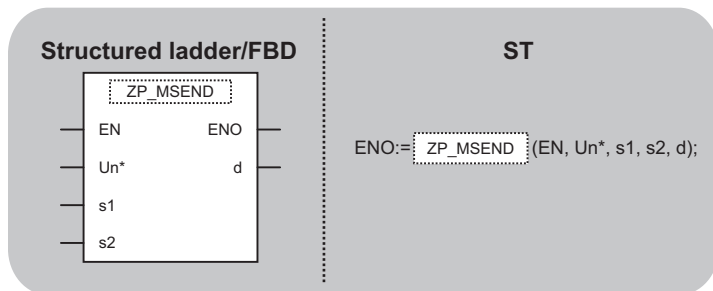 Structured ladder/FBD
ZP_MSEND
EN ENO
Un* d
s1
s2
ST
ENO:= ZP_MSEND (EN, Un*, s1, s2, d);